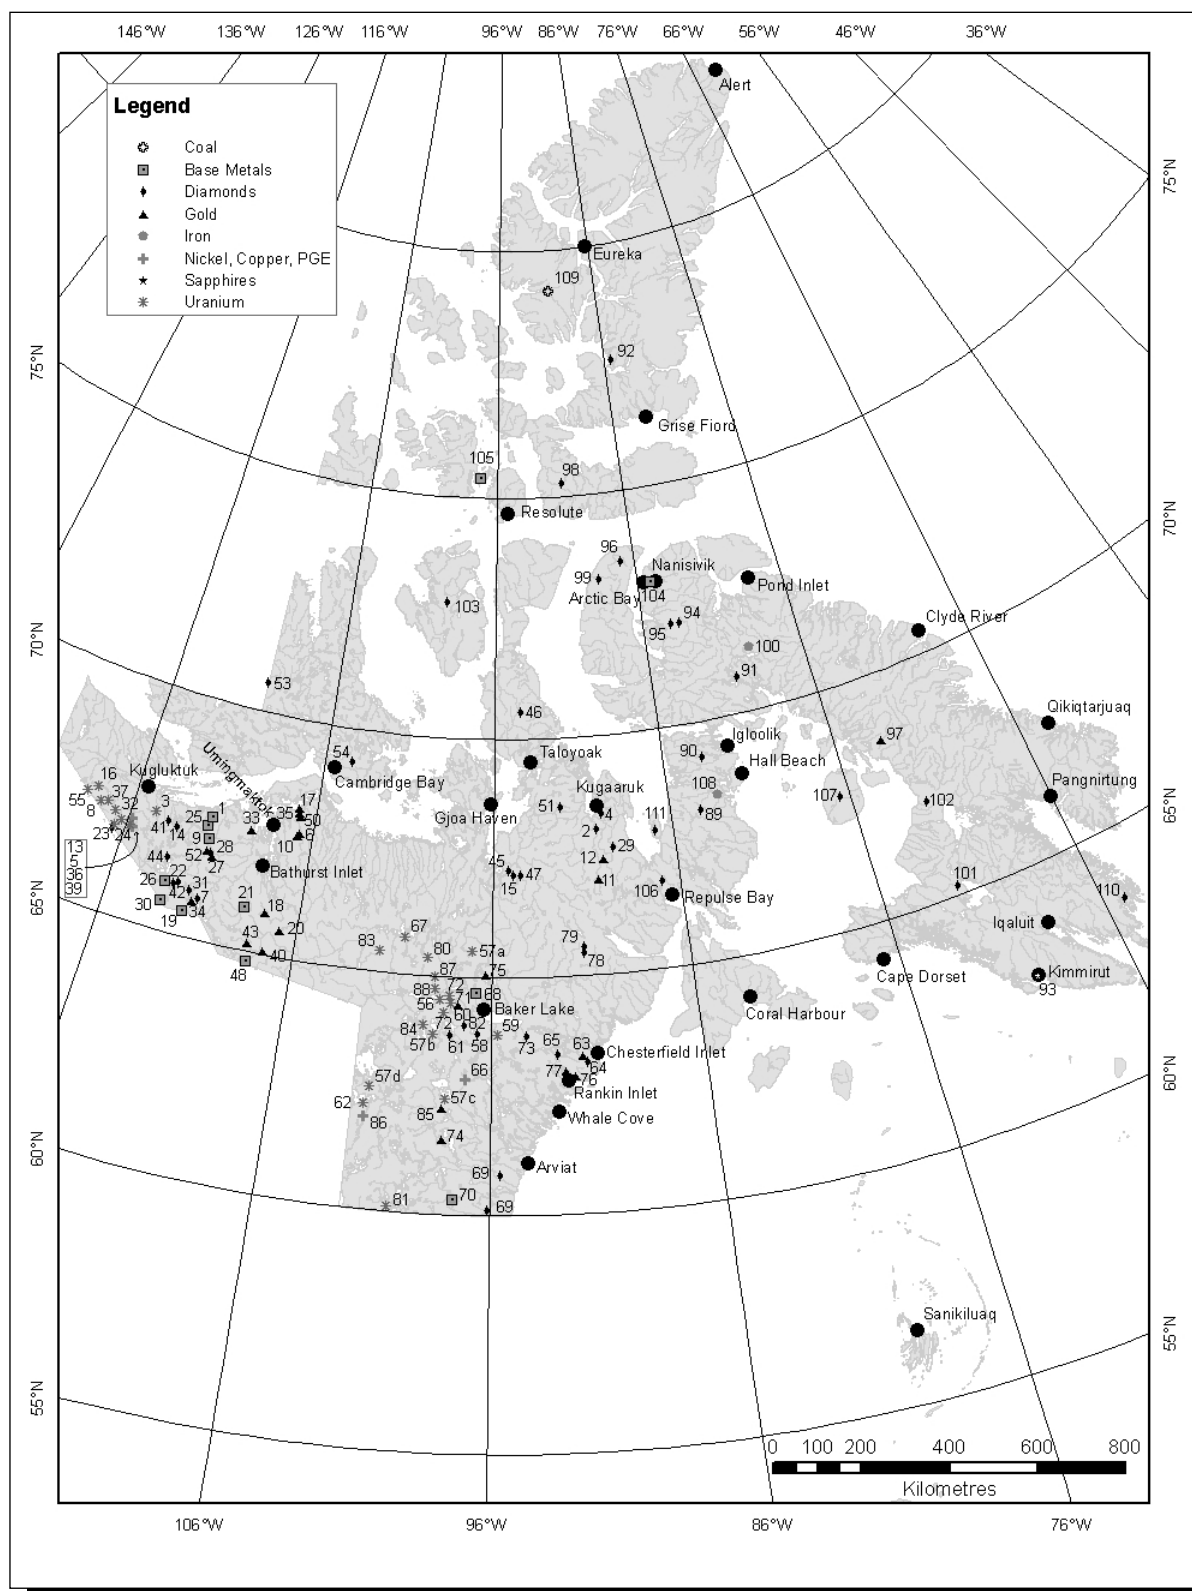 146°W 136°W 126°W 116°W 96°W 86°W 76°W 66°W 56°W 46°W 36°W
Legend
Coal
Base Metals
Diamonds
Gold
Iron
Nickel, Copper, PGE
Sapphires
Uranium
Alert
75°N
Eureka
109
75°N
92
Grise Fiord
105
98
Resolute
70°N
96
Nanisivik
99
Arctic Bay
104
Pond Inlet
103
94
95
Clyde River
70°N
100
91
53
46
Qikiqtarjuaq
97
Umingmaktok
54
Taloyoak
90
Igloolik
Hall Beach
Cambridge Bay
Kugluktuk
16
37
55
8
32
3
1
17
35
50
Kugaaruk
Pangnirtung
65°N
108
107
102
Gjoa Haven
51
4
111
89
23
24
41
14
25
33
6
9
10
2
29
13
5
36
39
44
52
28
27
Bathurst Inlet
45
15
47
12
11
106
Repulse Bay
101
110
65°N
26
22
42
31
7
30
19
34
21
18
20
Iqaluit
43
40
48
83
67
80
57a
79
78
Cape Dorset
Kimmirut
93
87
75
88
72
71
68
56
60
Baker Lake
Coral Harbour
84
72
82
59
57b
61
58
73
65
63
Chesterfield Inlet
64
60°N
77
76
66
57d
Rankin Inlet
62
57c
86
85
Whale Cove
60°N
74
Arviat
69
81
70
69
Sanikiluaq
55°N
55°N
0 100 200 400 600 800
Kilometres
106°W 96°W 86°W 76°W